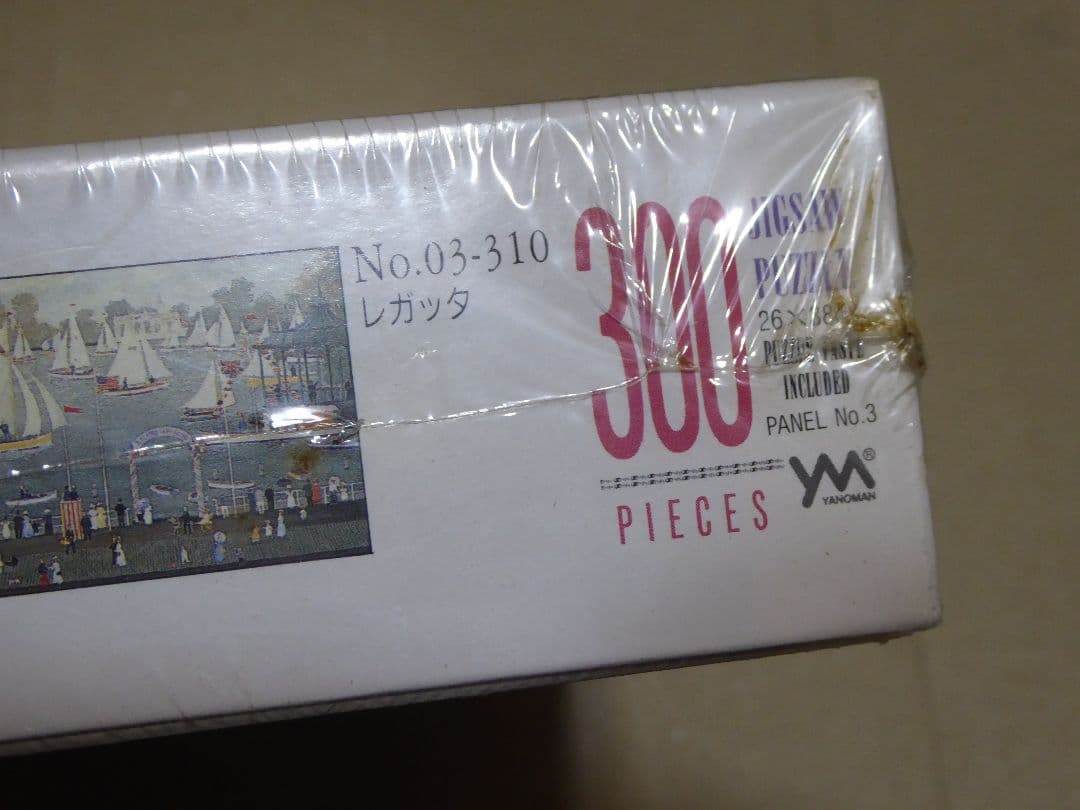 No.03-310
レガッタ
300
PIECES
JIGSAW
PUZZLE
26×38
PUZZLE PASTE
INCLUDED
PANEL No.3
YM®
YANOMAN